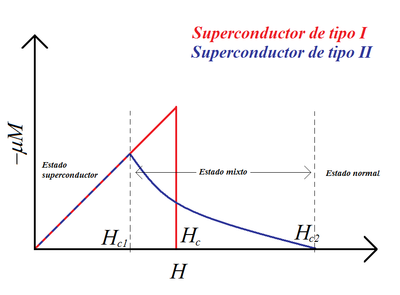 Superconductor de tipo I
Superconductor de tipo II
−μM
Estado
superconductor
Estado mixto
Estado normal
Hc1
Hc
Hc2
H